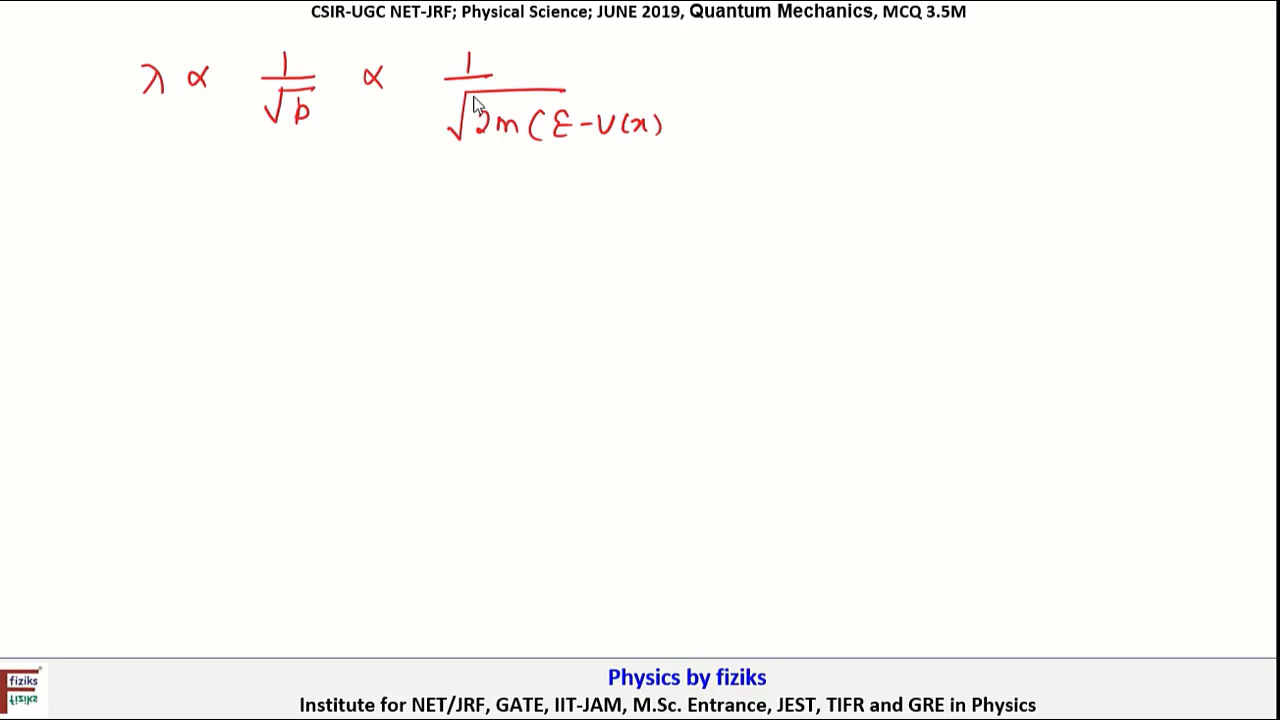 CSIR-UGC NET-JRF; Physical Science; JUNE 2019, Quantum Mechanics, MCQ 3.5M
λ ∝ 1/√p ∝ 1/√2m(E-V(x)
fiziks
fiziks
Physics by fiziks
Institute for NET/JRF, GATE, IIT-JAM, M.Sc. Entrance, JEST, TIFR and GRE in Physics